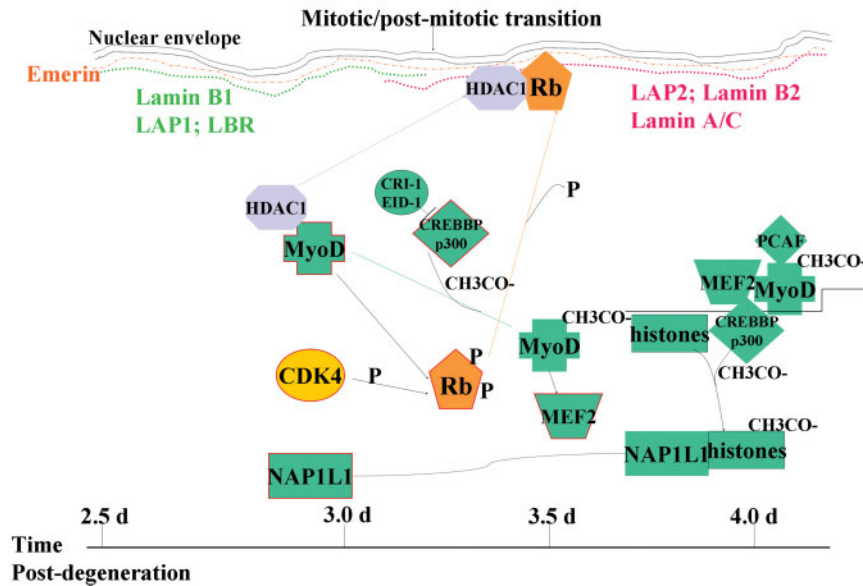 Mitotic/post-mitotic transition
Nuclear envelope
Emerin
HDAC1
Rb
Lamin B1
LAP1; LBR
LAP2; Lamin B2
Lamin A/C
CRI-1
EID-1
P
HDAC1
CREBBP
p300
MyoD
PCAF
CH3CO-
MEF2
MyoD
CH3CO-
CH3CO-
MyoD
histones
CREBBP
p300
P
CDK4
P
Rb
P
CH3CO-
MEF2
CH3CO-
NAP1L1
histones
NAP1L1
2.5 d
3.0 d
3.5 d
4.0 d
Time
Post-degeneration